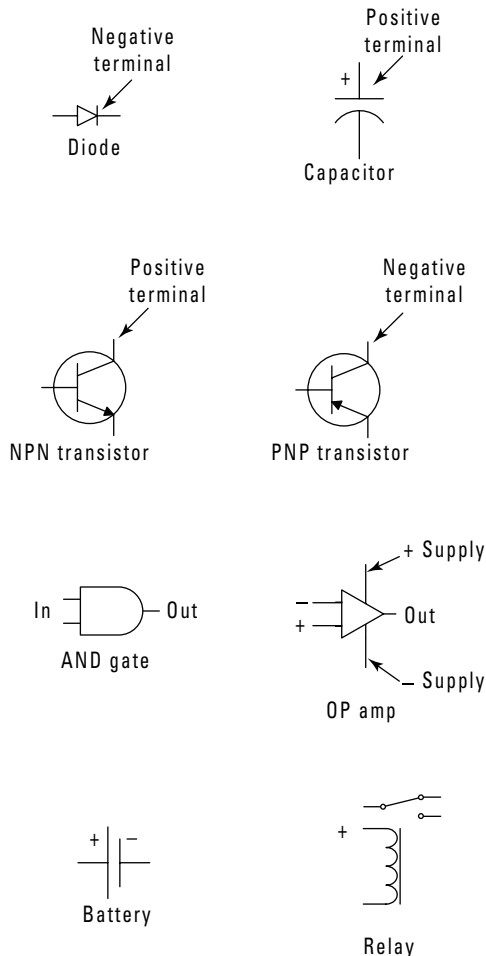 Negative
terminal
Diode
Positive
terminal
+
Capacitor
Positive
terminal
NPN transistor
Negative
terminal
PNP transistor
In
Out
AND gate
+ Supply
–
+
Out
– Supply
OP amp
+ –
Battery
+
Relay